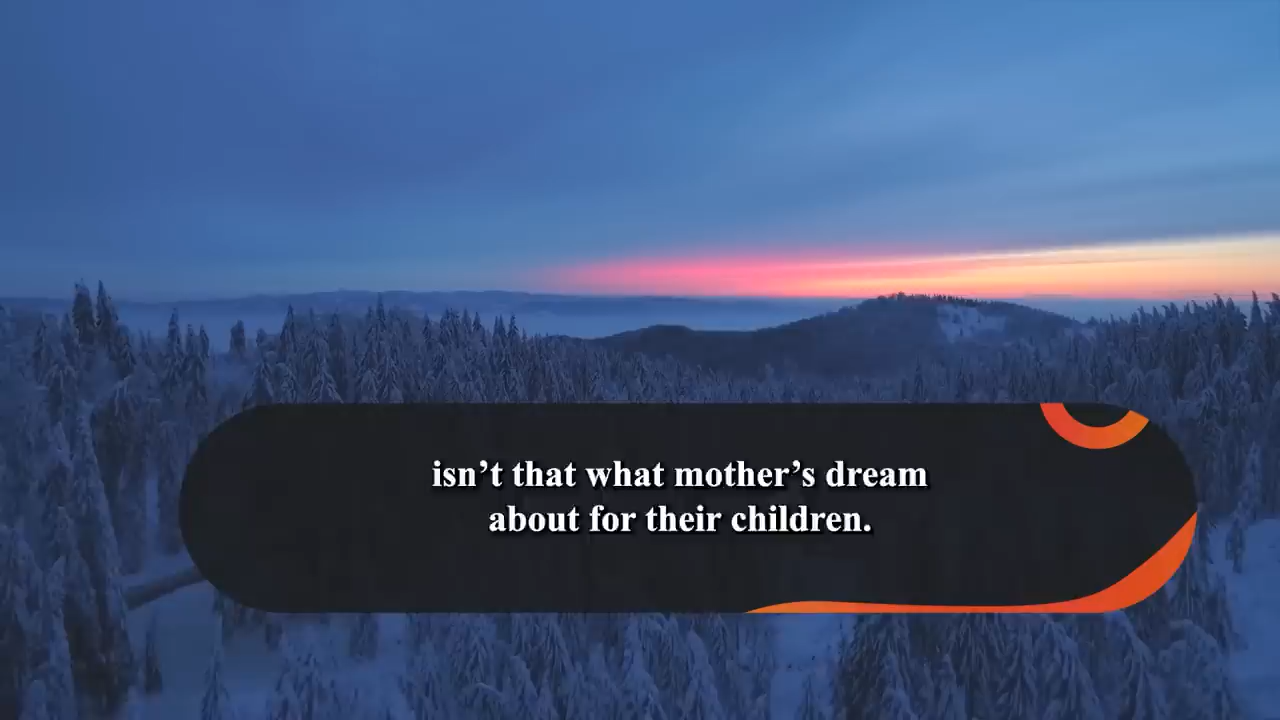 isn’t that what mother’s dream
about for their children.